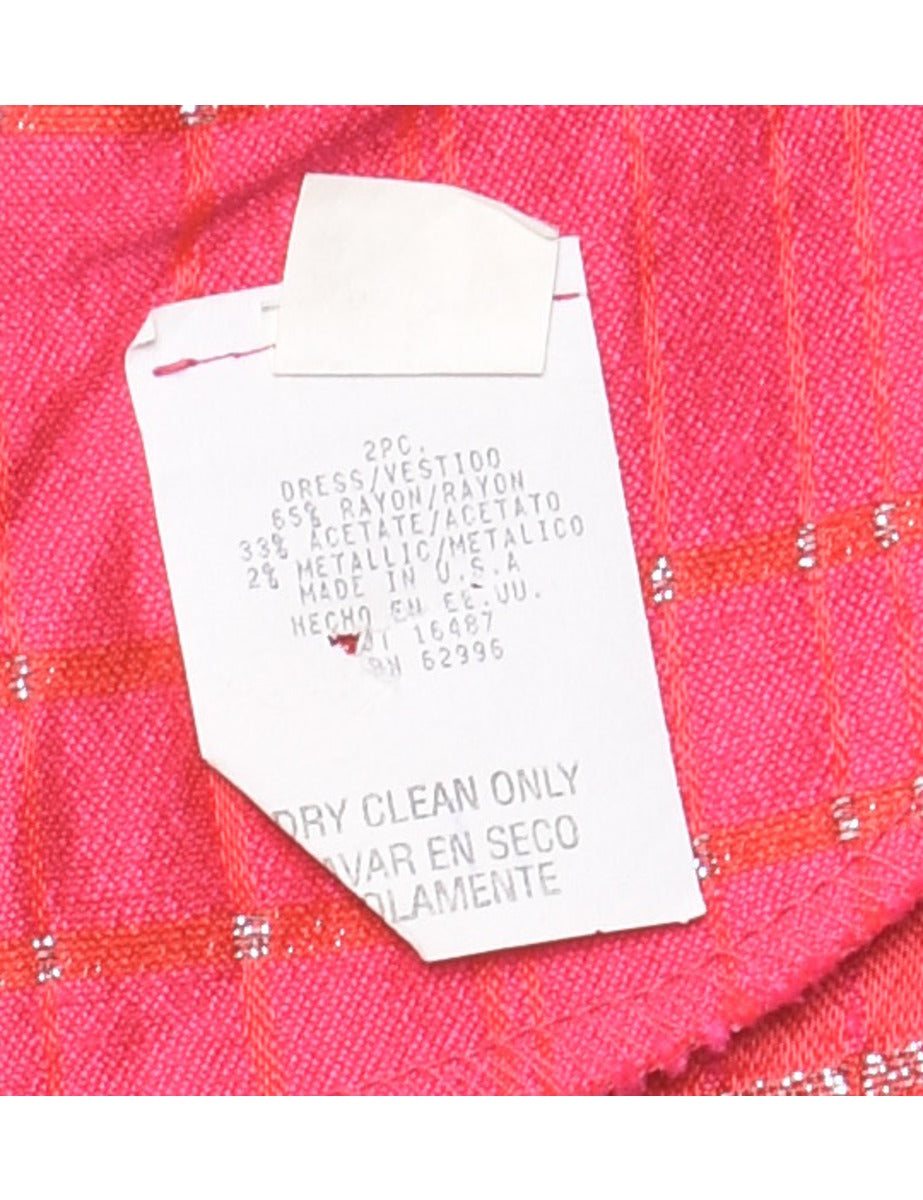 2PC.
DRESS/VESTIDO
65% RAYON/RAYON
33% ACETATE/ACETATO
2% METALLIC/METALICO
MADE IN U.S.A
HECHO EN EE.UU.
16487
RN 62996
DRY CLEAN ONLY
AVAR EN SECO
OLAMENTE